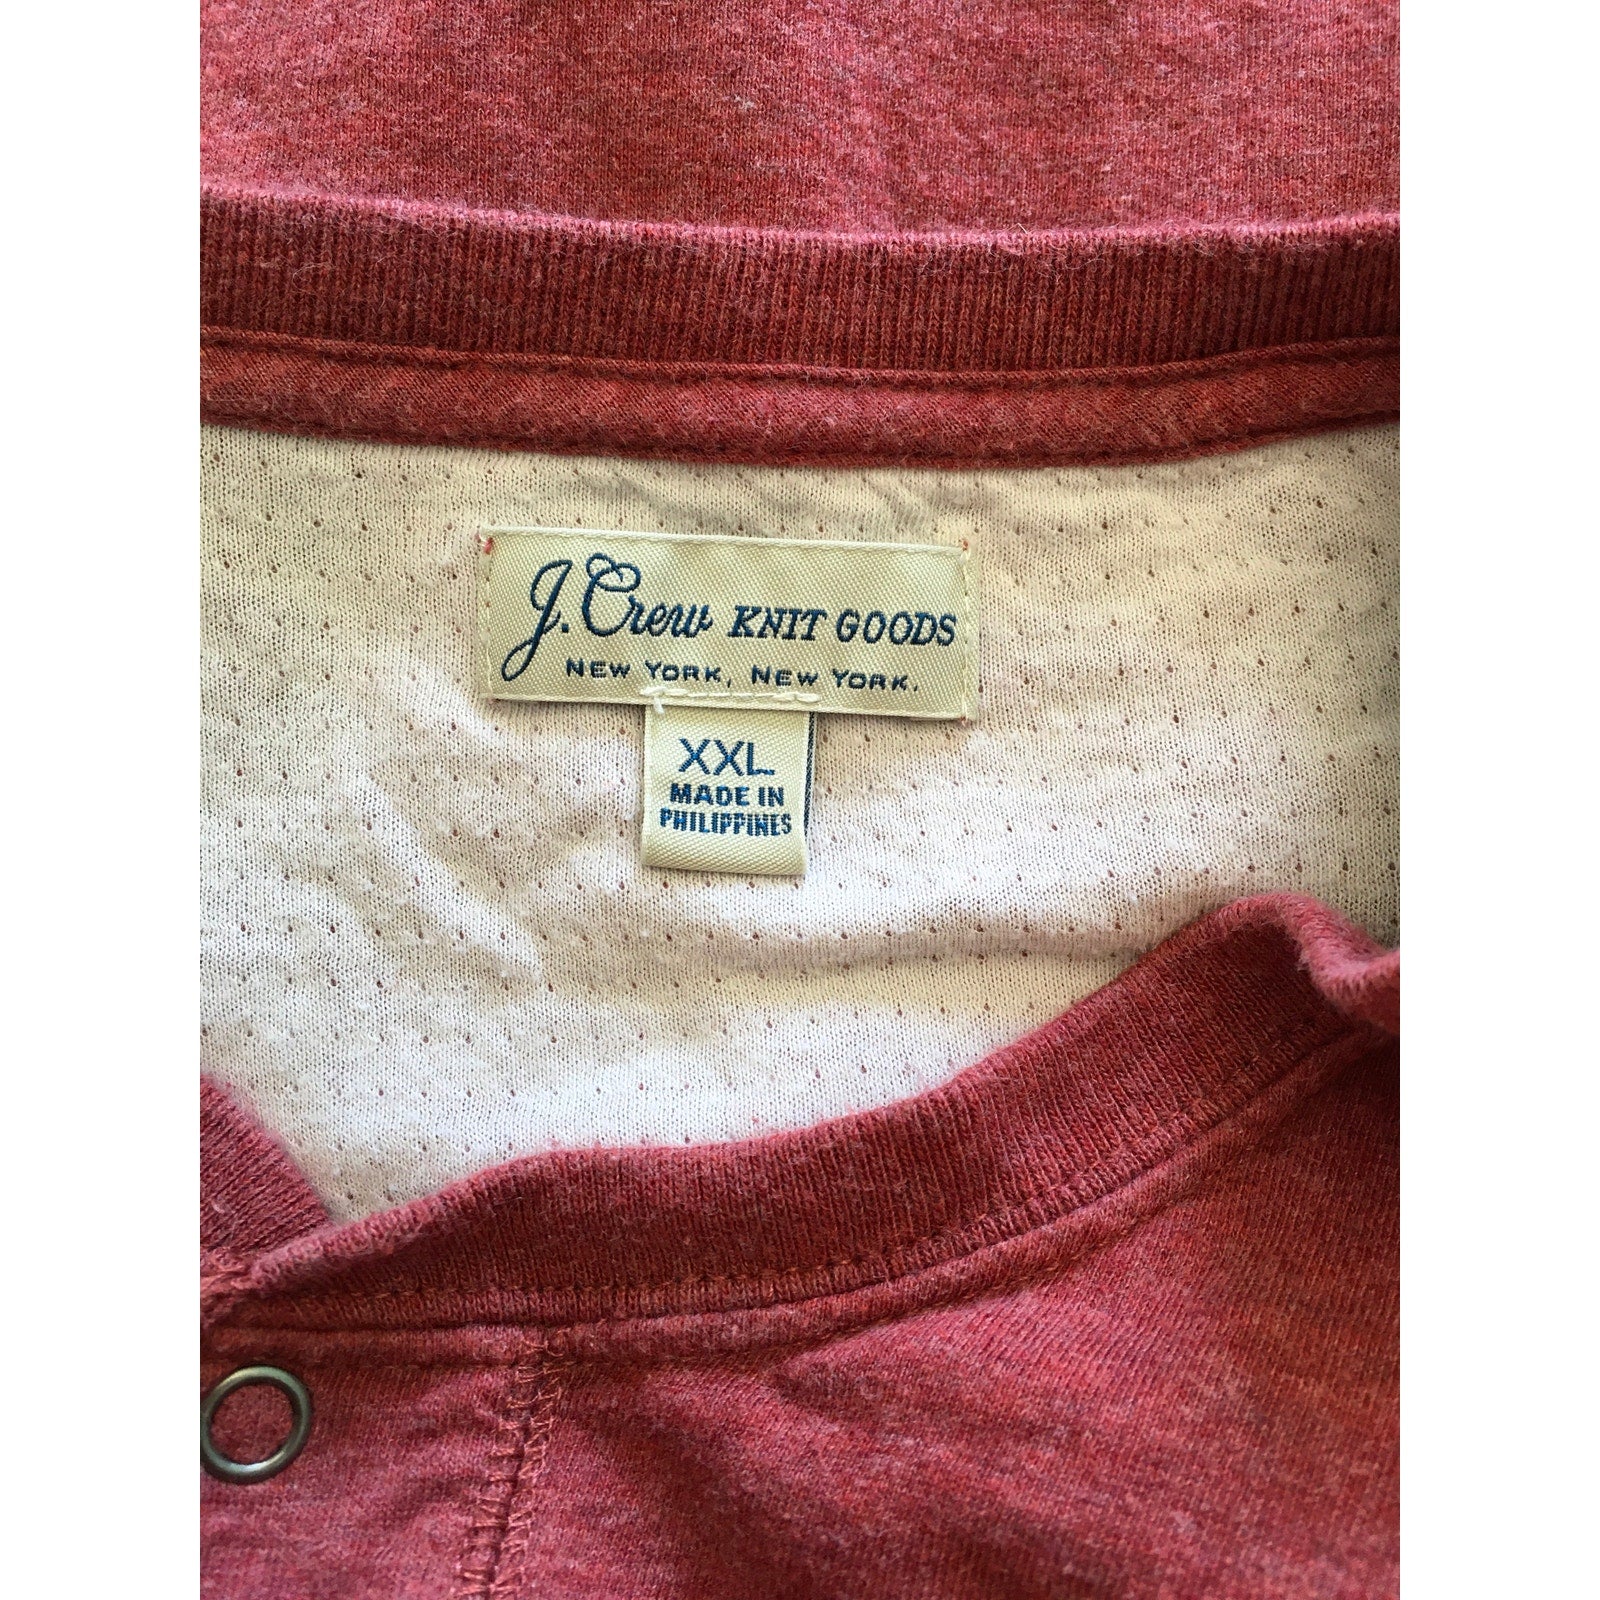 J. Crew KNIT GOODS
NEW YORK, NEW YORK.
XXL
MADE IN
PHILIPPINES